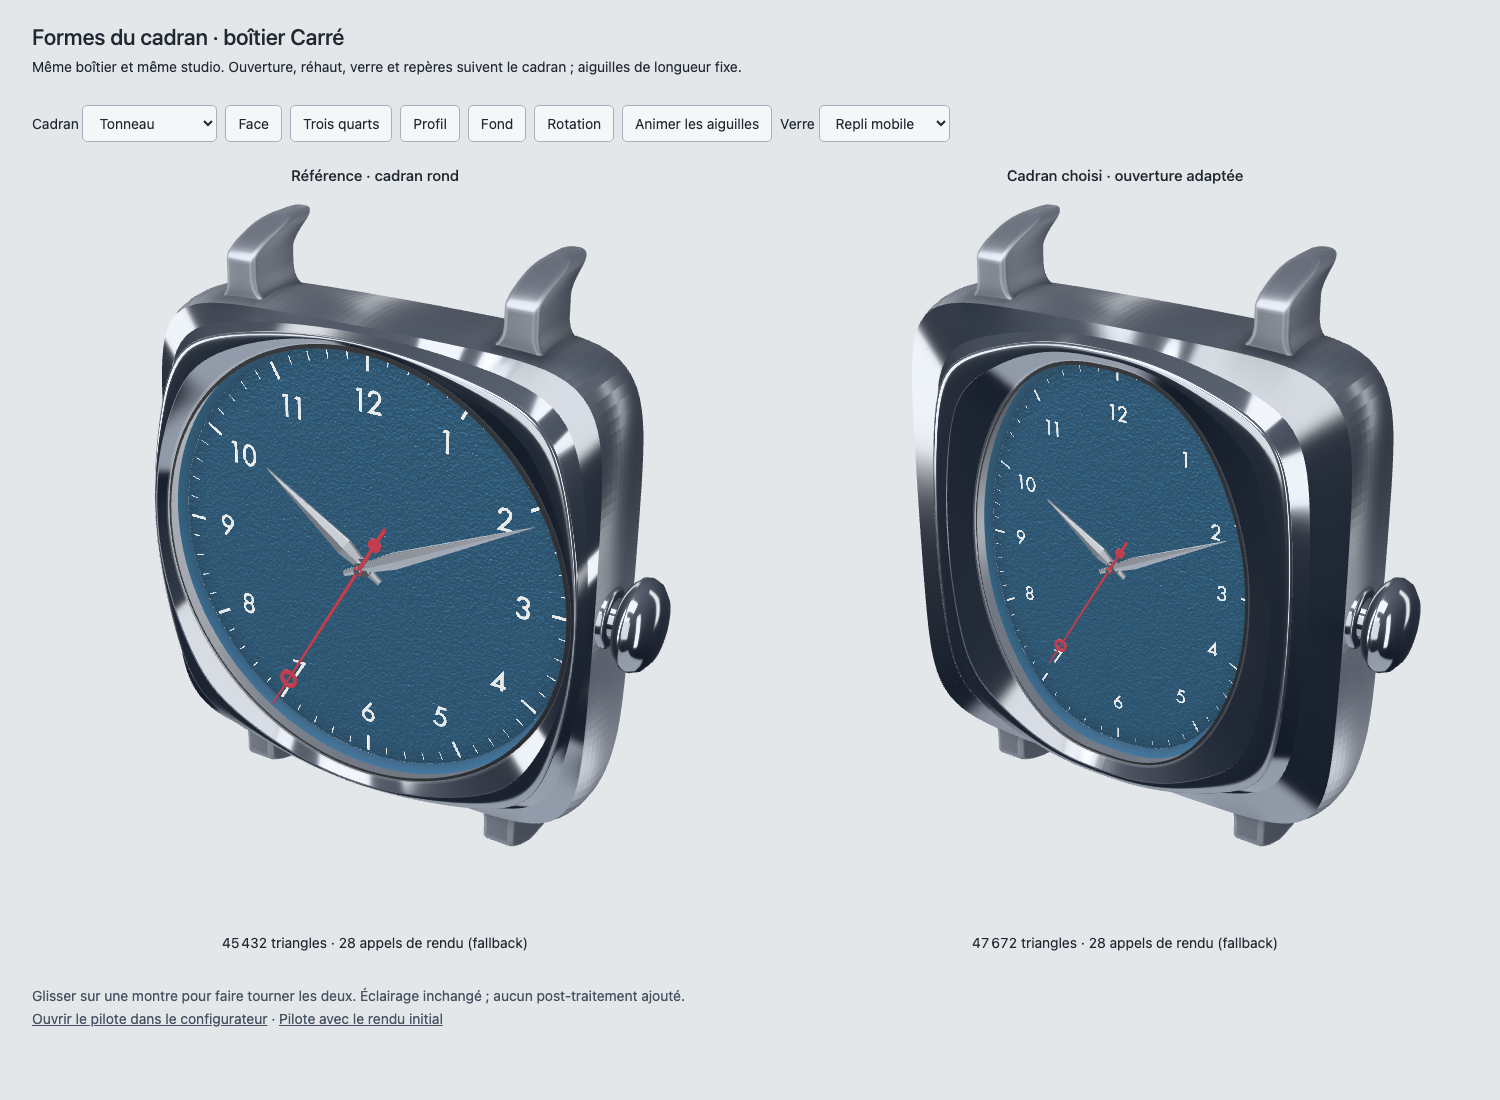 Formes du cadran · boîtier Carré
Même boîtier et même studio. Ouverture, réhaut, verre et repères suivent le cadran ; aiguilles de longueur fixe.
Cadran Tonneau Face Trois quarts Profil Fond Rotation Animer les aiguilles Verre Repli mobile
Référence · cadran rond
Cadran choisi · ouverture adaptée
12
11
1
10
2
9
3
8
4
7
6
5
12
11
1
10
2
9
3
8
4
7
6
5
45 432 triangles · 28 appels de rendu (fallback)
47 672 triangles · 28 appels de rendu (fallback)
Glisser sur une montre pour faire tourner les deux. Éclairage inchangé ; aucun post-traitement ajouté.
Ouvrir le pilote dans le configurateur · Pilote avec le rendu initial